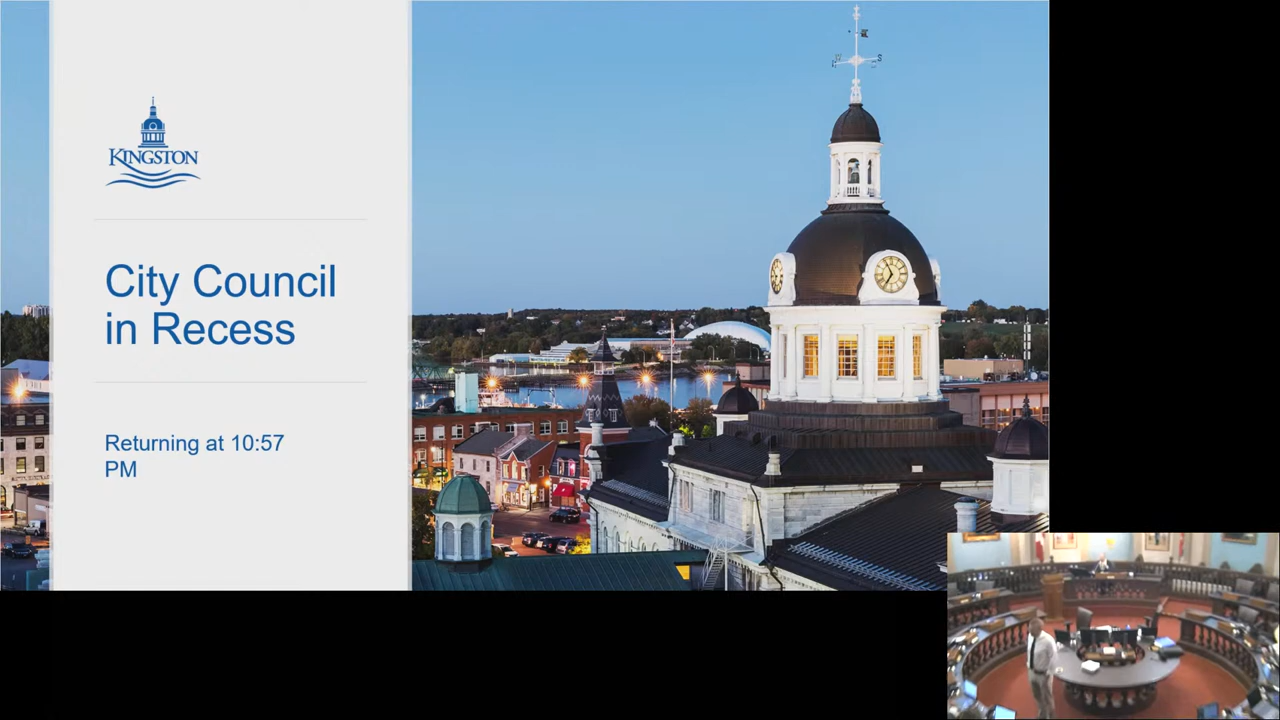 KINGSTON
City Council
in Recess
Returning at 10:57
PM